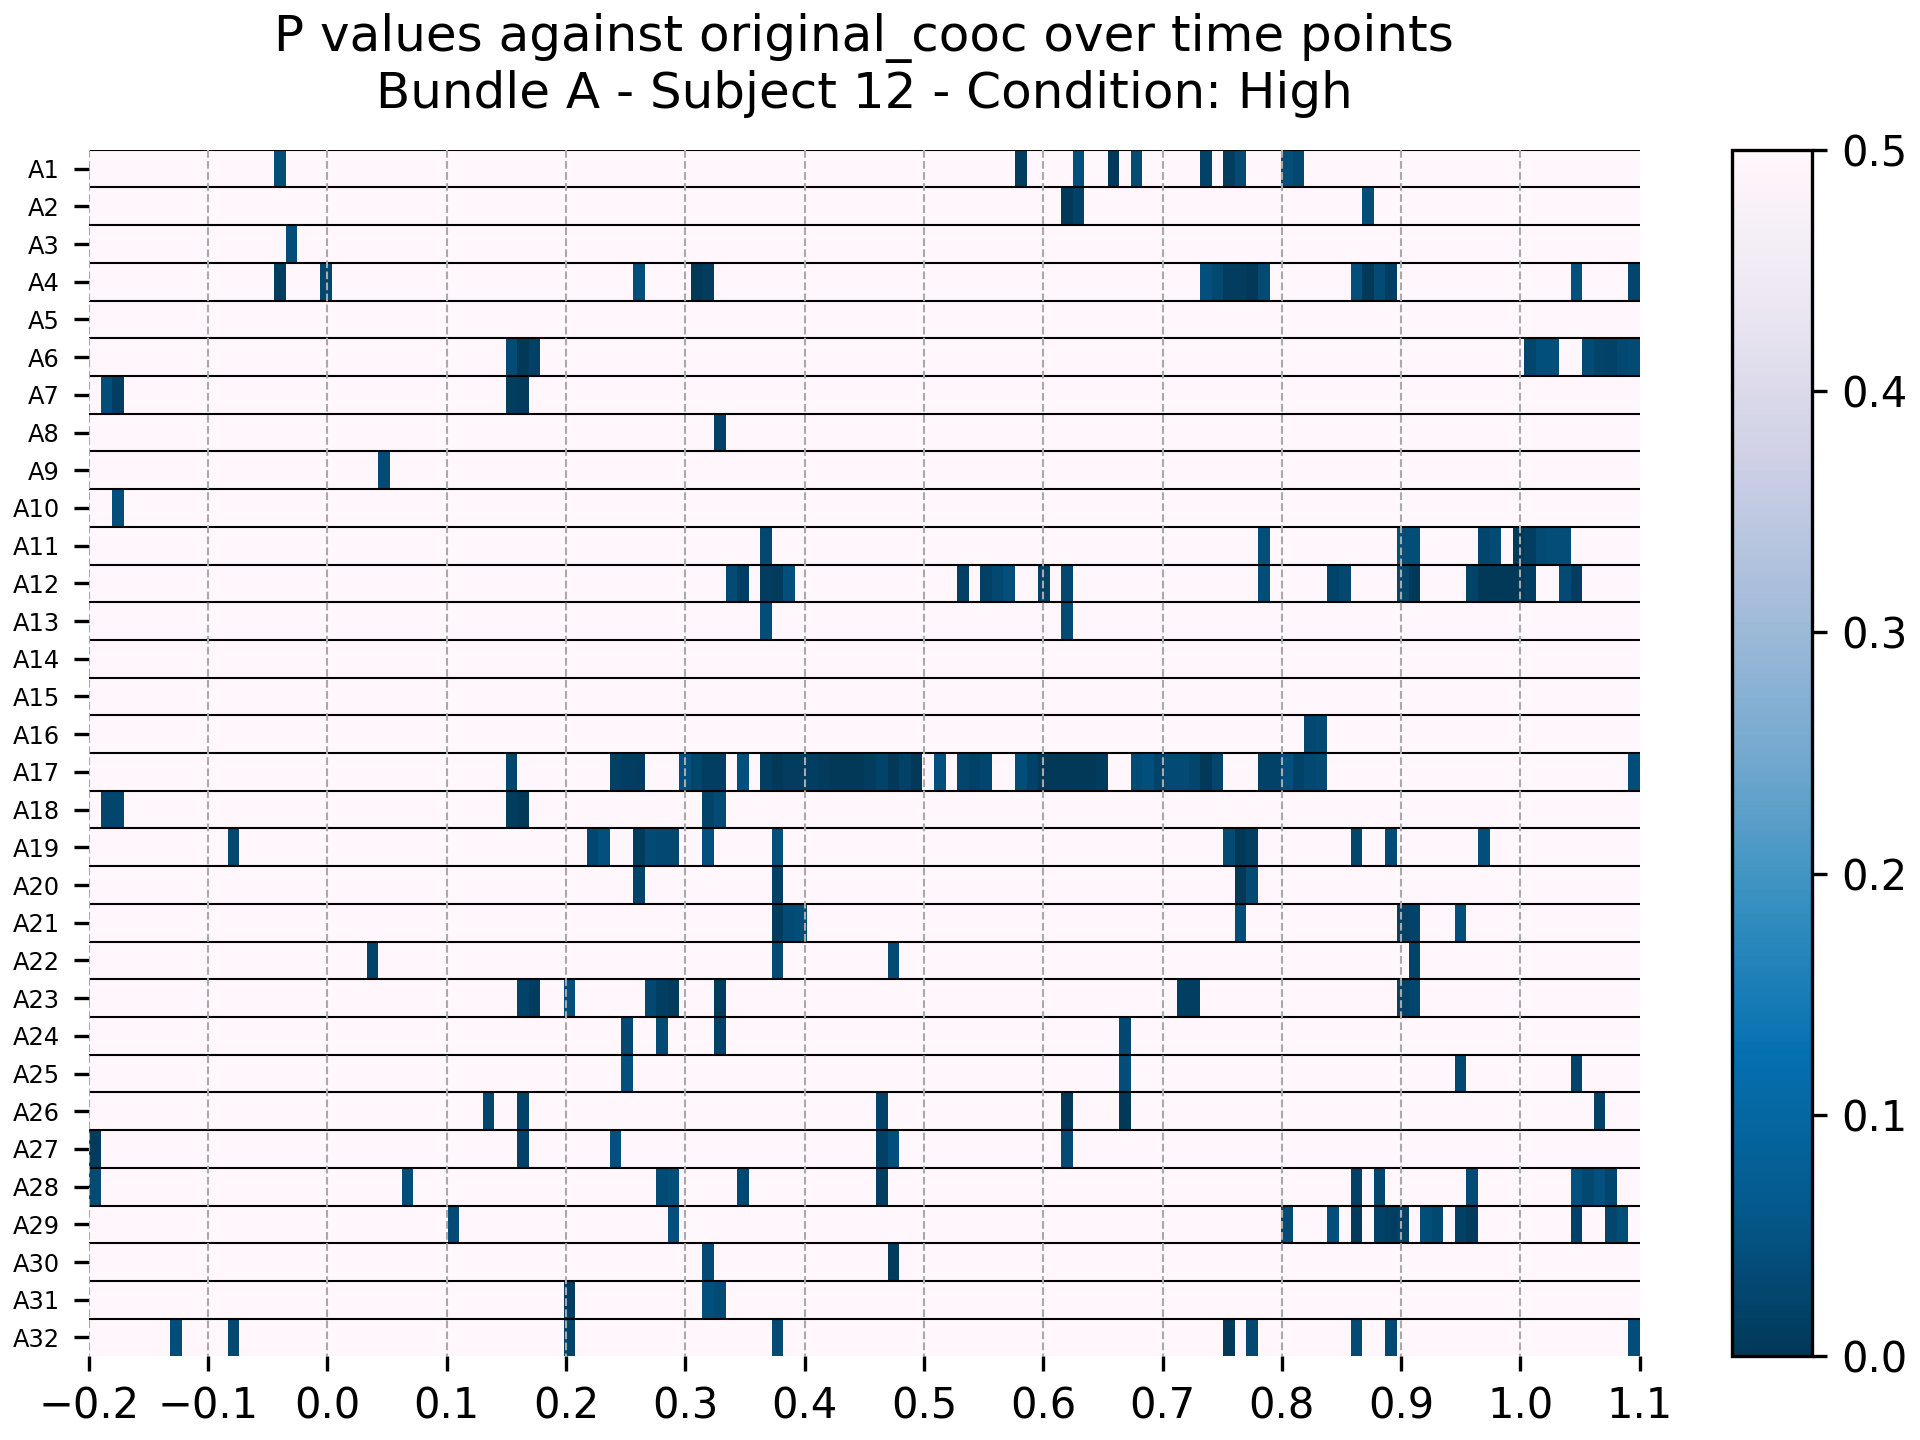 P values against original_cooc over time points
Bundle A - Subject 12 - Condition: High
A1
A2
A3
A4
A5
A6
A7
A8
A9
A10
A11
A12
A13
A14
A15
A16
A17
A18
A19
A20
A21
A22
A23
A24
A25
A26
A27
A28
A29
A30
A31
A32
−0.2 −0.1 0.0 0.1 0.2 0.3 0.4 0.5 0.6 0.7 0.8 0.9 1.0 1.1
0.5
0.4
0.3
0.2
0.1
0.0